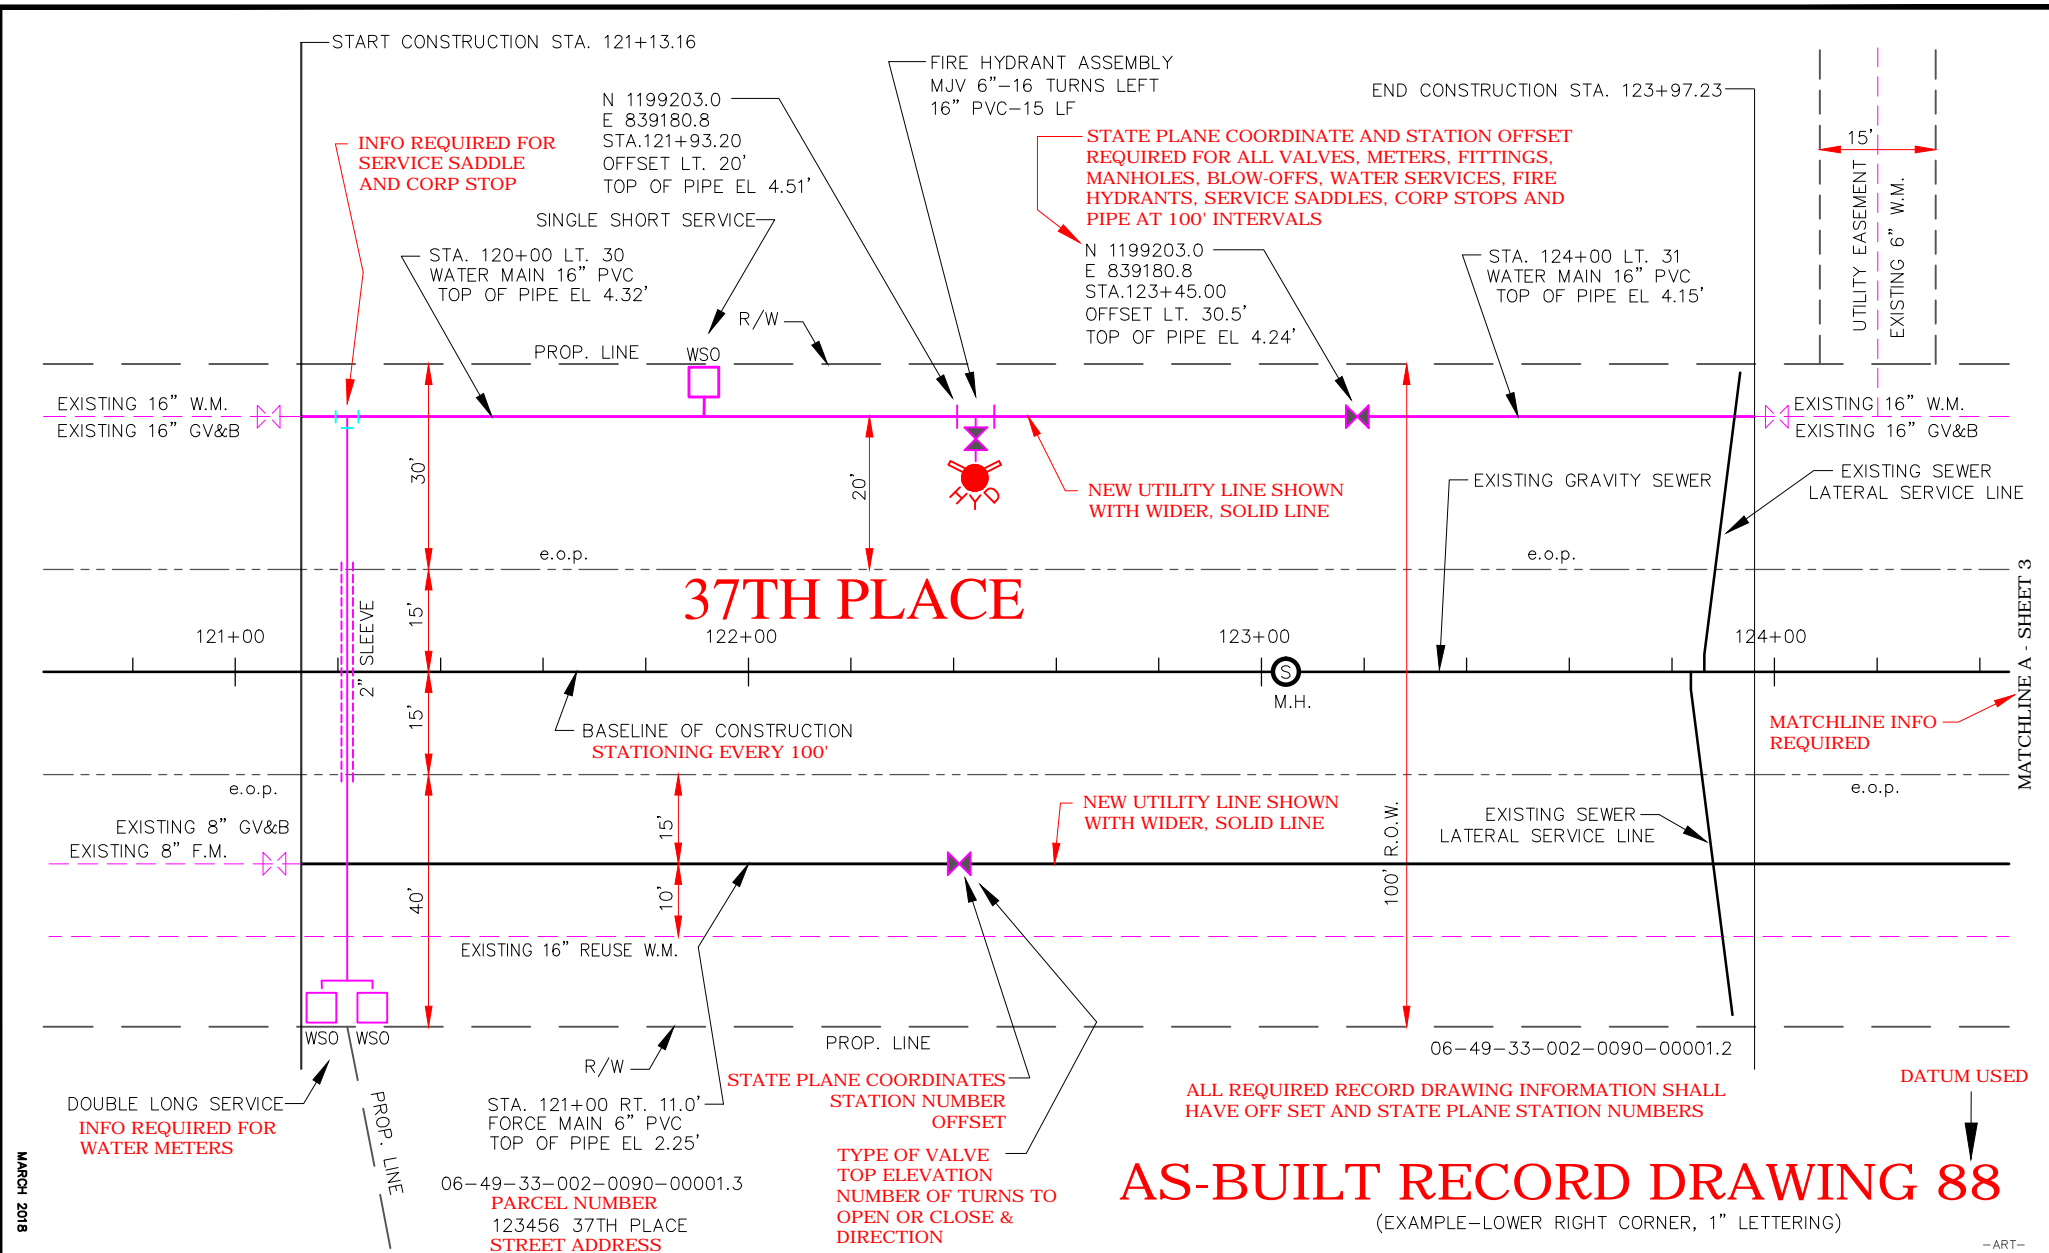 START CONSTRUCTION STA. 121+13.16
N 1199203.0
E 839180.8
STA.121+93.20
OFFSET LT. 20'
TOP OF PIPE EL 4.51'
FIRE HYDRANT ASSEMBLY
MJV 6"-16 TURNS LEFT
16" PVC-15 LF
END CONSTRUCTION STA. 123+97.23
INFO REQUIRED FOR
SERVICE SADDLE
AND CORP STOP
STATE PLANE COORDINATE AND STATION OFFSET
REQUIRED FOR ALL VALVES, METERS, FITTINGS,
MANHOLES, BLOW-OFFS, WATER SERVICES, FIRE
HYDRANTS, SERVICE SADDLES, CORP STOPS AND
PIPE AT 100' INTERVALS
15'
UTILITY EASEMENT
EXISTING 6" W.M.
SINGLE SHORT SERVICE
STA. 120+00 LT. 30
WATER MAIN 16" PVC
TOP OF PIPE EL 4.32'
N 1199203.0
E 839180.8
STA.123+45.00
OFFSET LT. 30.5'
TOP OF PIPE EL 4.24'
STA. 124+00 LT. 31
WATER MAIN 16" PVC
TOP OF PIPE EL 4.15'
R/W
PROP. LINE
WSO
EXISTING 16" W.M.
EXISTING 16" GV&B
EXISTING 16" W.M.
EXISTING 16" GV&B
30'
20'
HYD
NEW UTILITY LINE SHOWN
WITH WIDER, SOLID LINE
EXISTING GRAVITY SEWER
EXISTING SEWER
LATERAL SERVICE LINE
e.o.p.
e.o.p.
37TH PLACE
15'
2" SLEEVE
121+00
122+00
123+00
124+00
MATCHLINE A - SHEET 3
S
M.H.
15'
BASELINE OF CONSTRUCTION
STATIONING EVERY 100'
MATCHLINE INFO
REQUIRED
e.o.p.
e.o.p.
EXISTING 8" GV&B
EXISTING 8" F.M.
15'
NEW UTILITY LINE SHOWN
WITH WIDER, SOLID LINE
100' R.O.W.
EXISTING SEWER
LATERAL SERVICE LINE
40'
10'
EXISTING 16" REUSE W.M.
WSO
WSO
PROP. LINE
R/W
06-49-33-002-0090-00001.2
DOUBLE LONG SERVICE
INFO REQUIRED FOR
WATER METERS
PROP. LINE
STA. 121+00 RT. 11.0'
FORCE MAIN 6" PVC
TOP OF PIPE EL 2.25'
STATE PLANE COORDINATES
STATION NUMBER
OFFSET
ALL REQUIRED RECORD DRAWING INFORMATION SHALL
HAVE OFF SET AND STATE PLANE STATION NUMBERS
DATUM USED
06-49-33-002-0090-00001.3
PARCEL NUMBER
123456 37TH PLACE
STREET ADDRESS
TYPE OF VALVE
TOP ELEVATION
NUMBER OF TURNS TO
OPEN OR CLOSE &
DIRECTION
AS-BUILT RECORD DRAWING 88
(EXAMPLE-LOWER RIGHT CORNER, 1" LETTERING)
MARCH 2018
-ART-